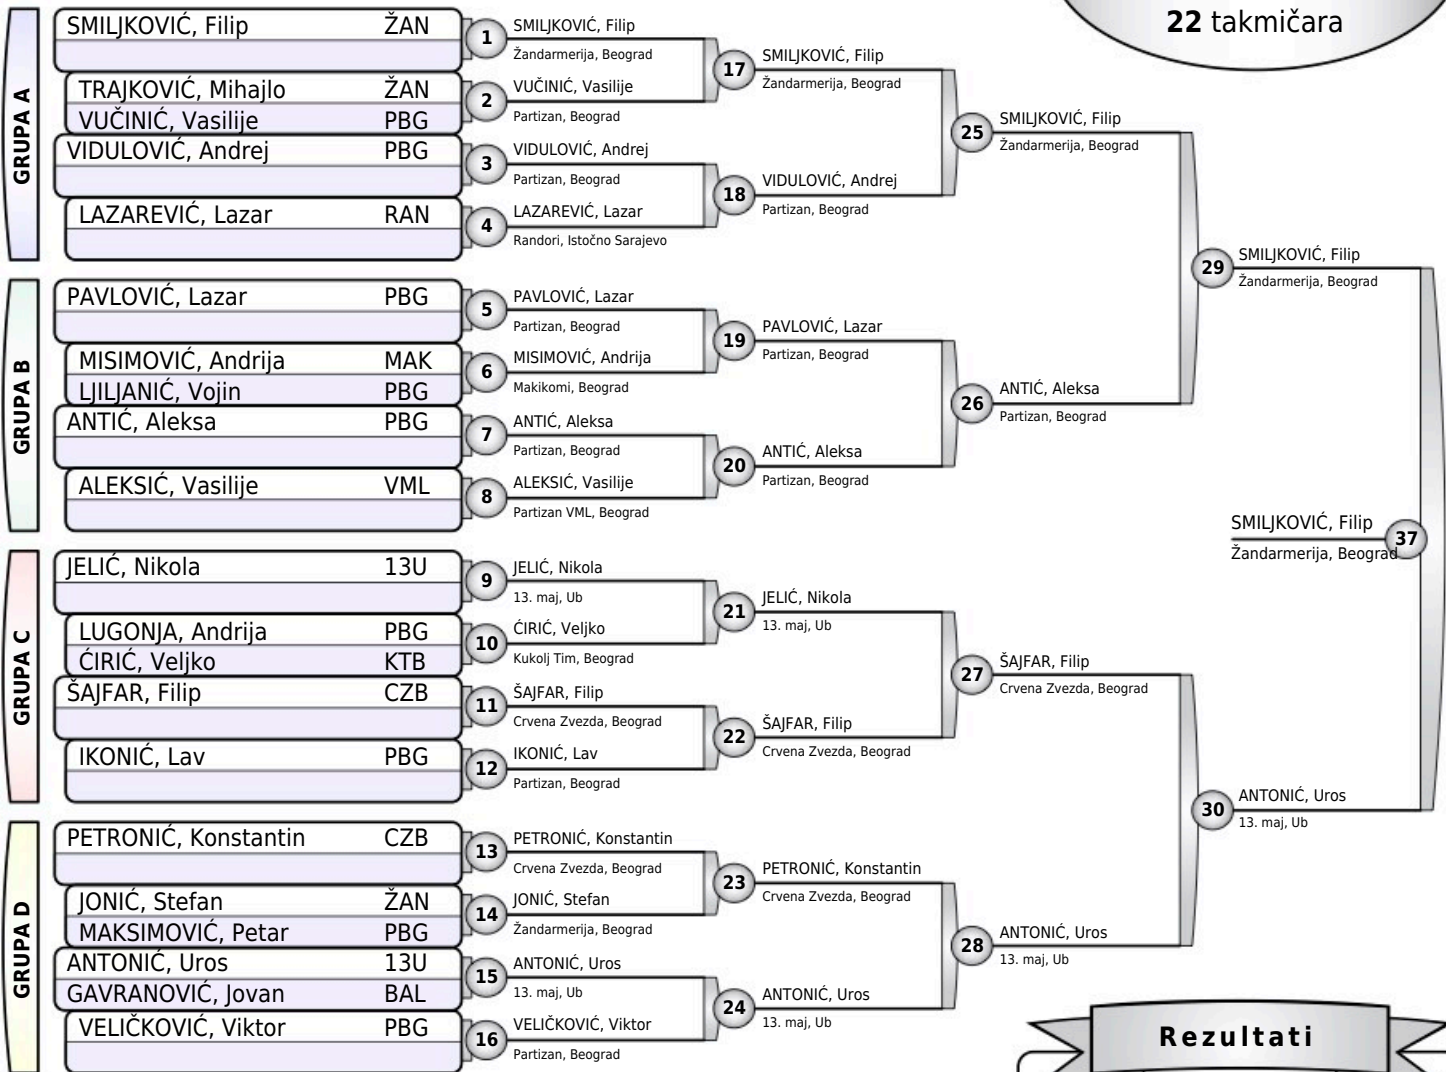 22 takmičara
GRUPA A
SMILJKOVIĆ, Filip ŽAN
TRAJKOVIĆ, Mihajlo ŽAN
VUČINIĆ, Vasilije PBG
VIDULOVIĆ, Andrej PBG
LAZAREVIĆ, Lazar RAN
GRUPA B
PAVLOVIĆ, Lazar PBG
MISIMOVIĆ, Andrija MAK
LJILJANIĆ, Vojin PBG
ANTIĆ, Aleksa PBG
ALEKSIĆ, Vasilije VML
GRUPA C
JELIĆ, Nikola 13U
LUGONJA, Andrija PBG
ĆIRIĆ, Veljko KTB
ŠAJFAR, Filip CZB
IKONIĆ, Lav PBG
GRUPA D
PETRONIĆ, Konstantin CZB
JONIĆ, Stefan ŽAN
MAKSIMOVIĆ, Petar PBG
ANTONIĆ, Uros 13U
GAVRANOVIĆ, Jovan BAL
VELIČKOVIĆ, Viktor PBG
1
SMILJKOVIĆ, Filip
Žandarmerija, Beograd
2
VUČINIĆ, Vasilije
Partizan, Beograd
3
VIDULOVIĆ, Andrej
Partizan, Beograd
4
LAZAREVIĆ, Lazar
Randori, Istočno Sarajevo
5
PAVLOVIĆ, Lazar
Partizan, Beograd
6
MISIMOVIĆ, Andrija
Makikomi, Beograd
7
ANTIĆ, Aleksa
Partizan, Beograd
8
ALEKSIĆ, Vasilije
Partizan VML, Beograd
9
JELIĆ, Nikola
13. maj, Ub
10
ĆIRIĆ, Veljko
Kukolj Tim, Beograd
11
ŠAJFAR, Filip
Crvena Zvezda, Beograd
12
IKONIĆ, Lav
Partizan, Beograd
13
PETRONIĆ, Konstantin
Crvena Zvezda, Beograd
14
JONIĆ, Stefan
Žandarmerija, Beograd
15
ANTONIĆ, Uros
13. maj, Ub
16
VELIČKOVIĆ, Viktor
Partizan, Beograd
17
SMILJKOVIĆ, Filip
Žandarmerija, Beograd
18
VIDULOVIĆ, Andrej
Partizan, Beograd
19
PAVLOVIĆ, Lazar
Partizan, Beograd
20
ANTIĆ, Aleksa
Partizan, Beograd
21
JELIĆ, Nikola
13. maj, Ub
22
ŠAJFAR, Filip
Crvena Zvezda, Beograd
23
PETRONIĆ, Konstantin
Crvena Zvezda, Beograd
24
ANTONIĆ, Uros
13. maj, Ub
25
SMILJKOVIĆ, Filip
Žandarmerija, Beograd
26
ANTIĆ, Aleksa
Partizan, Beograd
27
ŠAJFAR, Filip
Crvena Zvezda, Beograd
28
ANTONIĆ, Uros
13. maj, Ub
29
SMILJKOVIĆ, Filip
Žandarmerija, Beograd
30
ANTONIĆ, Uros
13. maj, Ub
SMILJKOVIĆ, Filip
37
Žandarmerija, Beograd
Rezultati